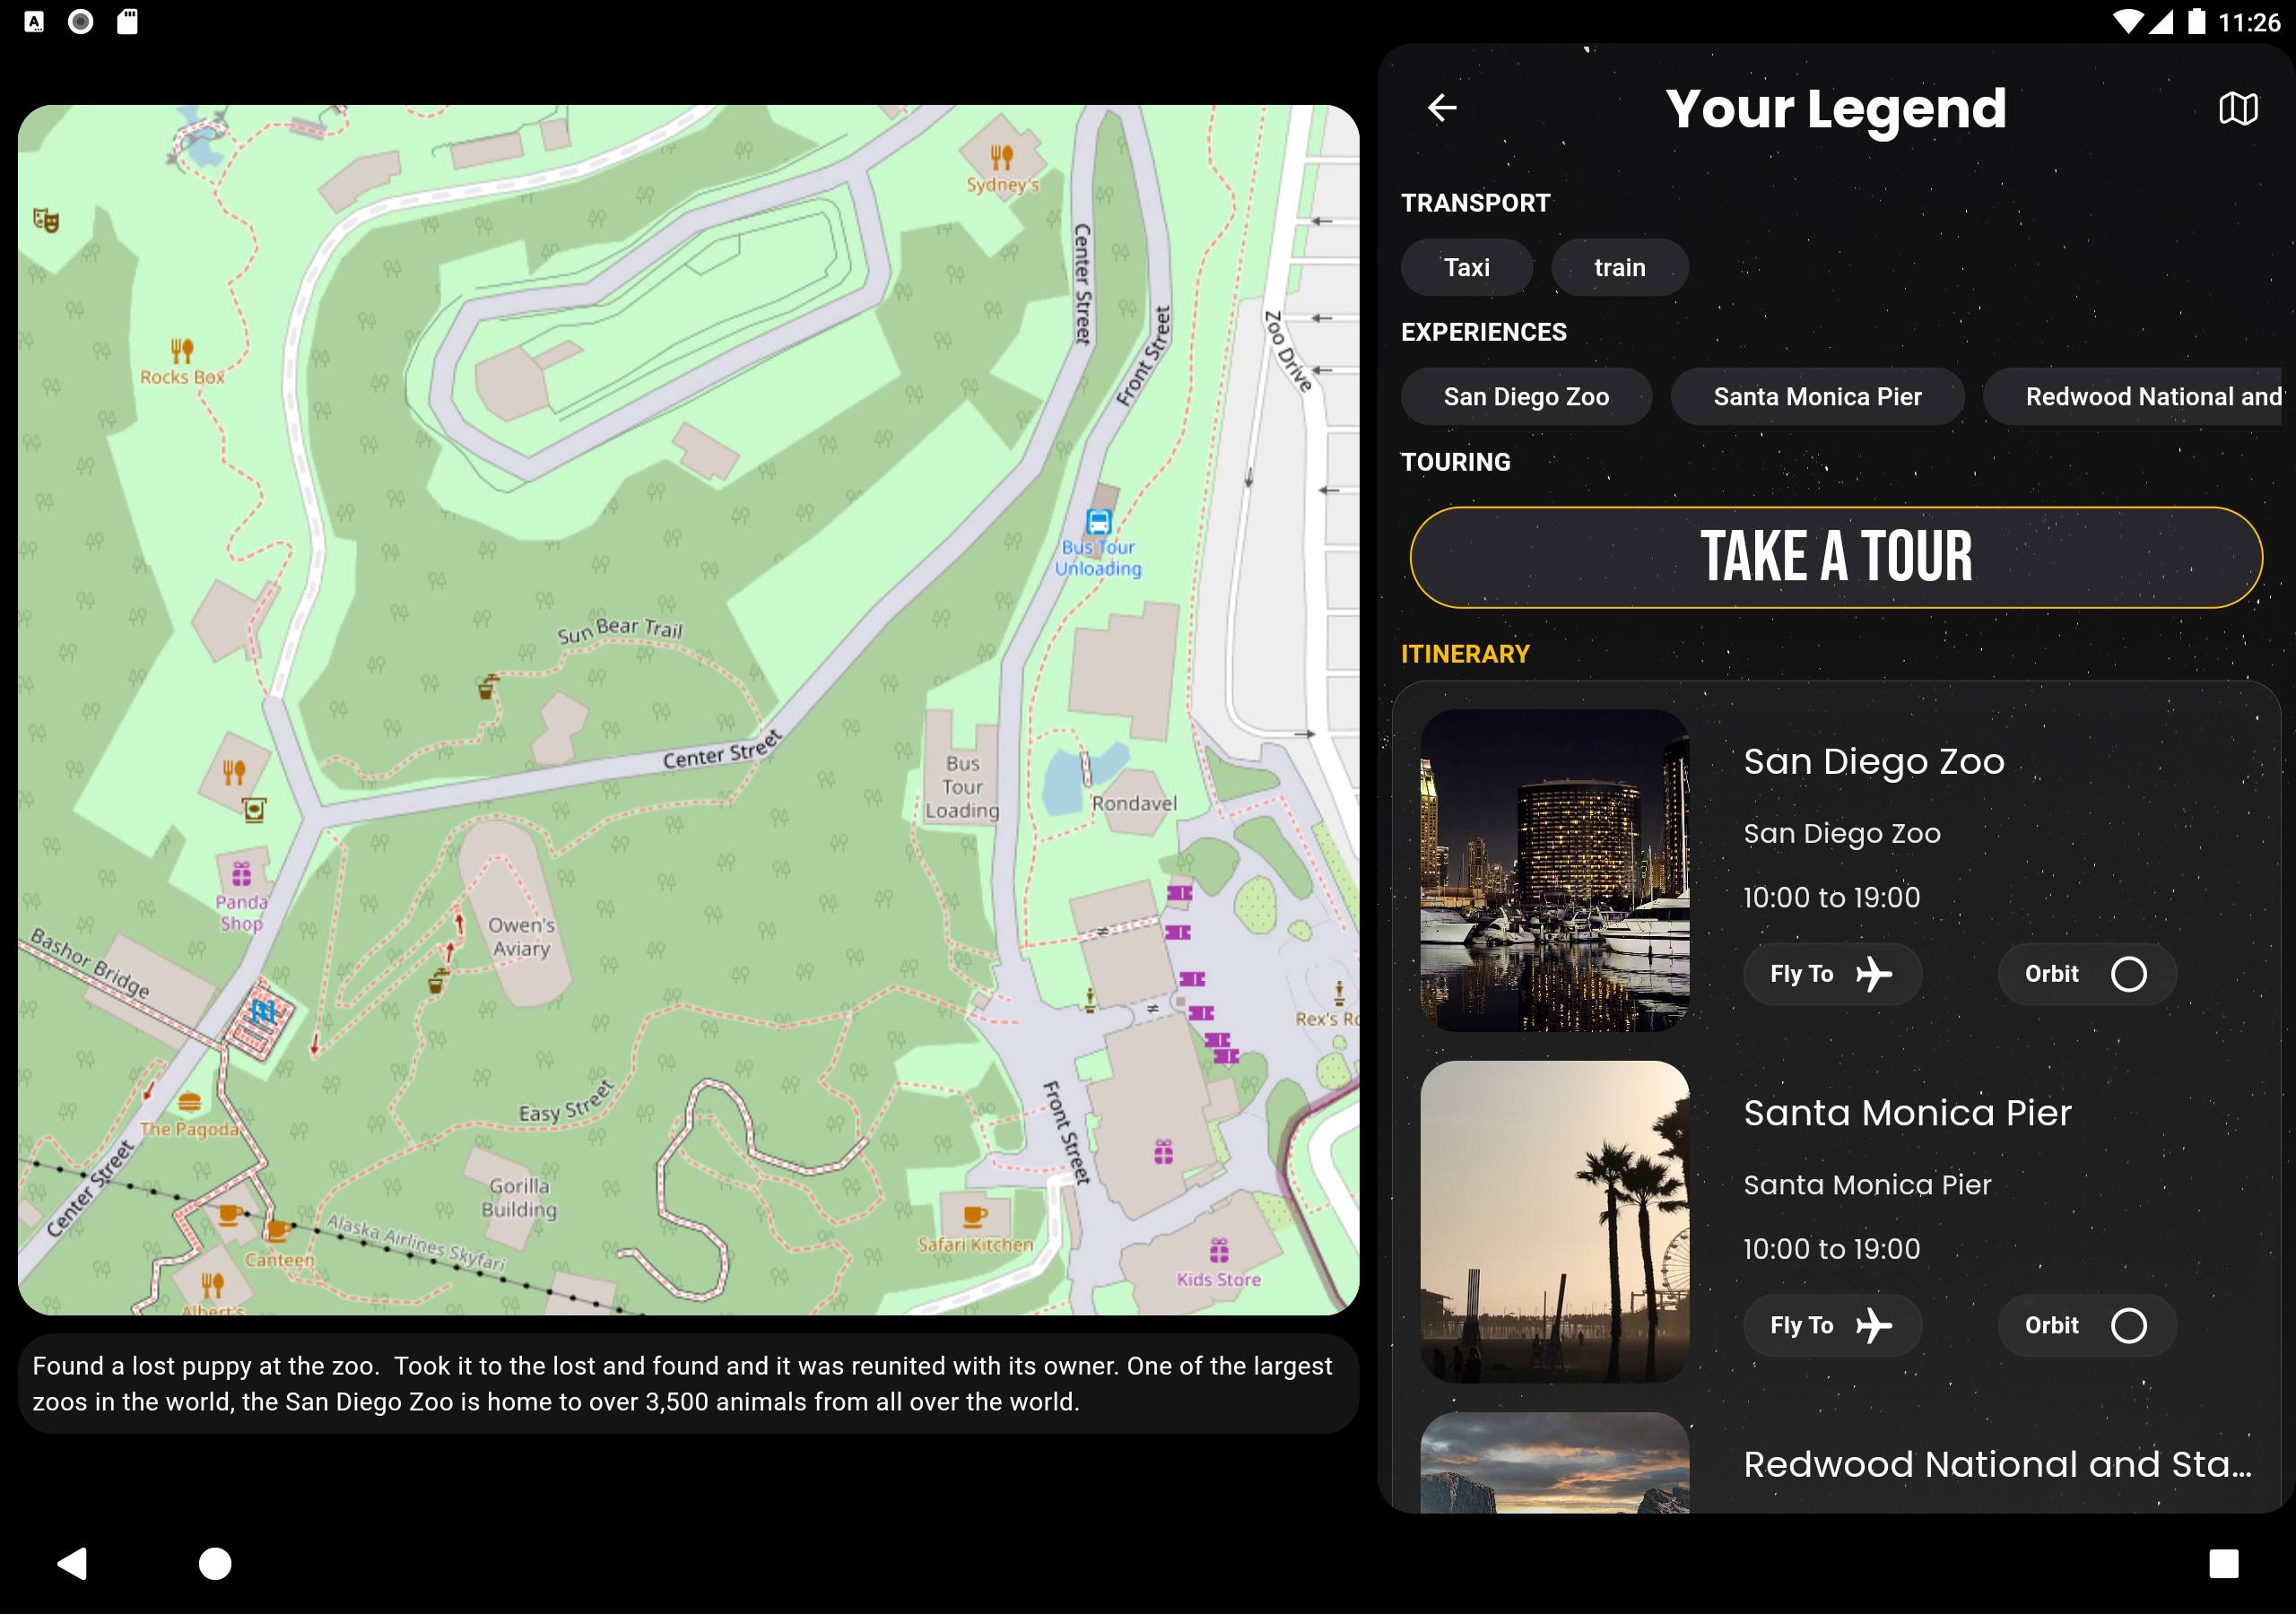 11:26
Sydney's
Rocks Box
Center Street
Front Street
Zoo Drive
Bus Tour
Unloading
Sun Bear Trail
Center Street
Bus
Tour
Loading
Rondavel
Panda
Shop
Owen's
Aviary
Bashor Bridge
Rex's Ro
The Pagoda
Easy Street
Front Street
Center Street
Gorilla
Building
Alaska Airlines Skyfari
Canteen
Safari Kitchen
Kids Store
Albert's
Found a lost puppy at the zoo.  Took it to the lost and found and it was reunited with its owner. One of the largest
zoos in the world, the San Diego Zoo is home to over 3,500 animals from all over the world.
Your Legend
TRANSPORT
Taxi train
EXPERIENCES
San Diego Zoo Santa Monica Pier Redwood National and
TOURING
TAKE A TOUR
ITINERARY
San Diego Zoo
San Diego Zoo
10:00 to 19:00
Fly To Orbit
Santa Monica Pier
Santa Monica Pier
10:00 to 19:00
Fly To Orbit
Redwood National and Sta...